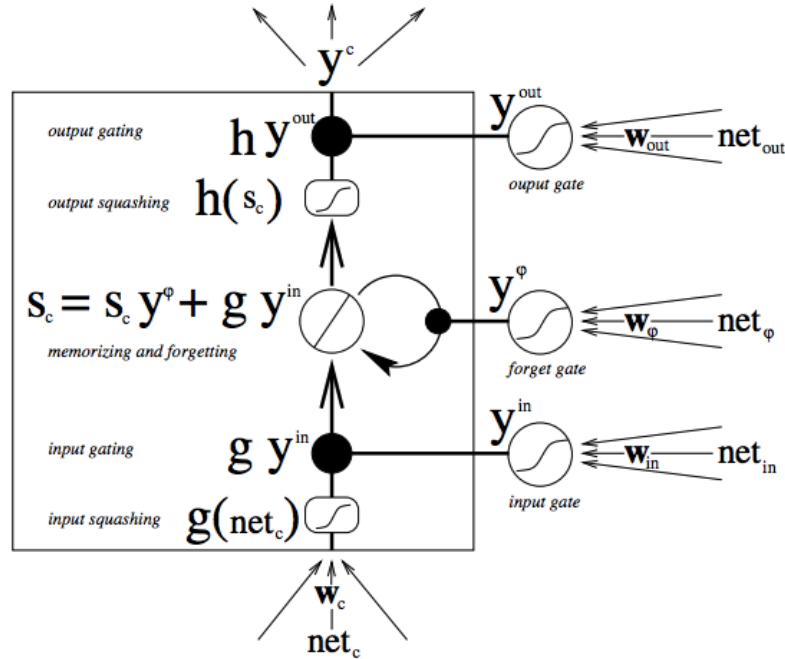 y^c
y^out
output gating
h y^out
w_out
net_out
ouput gate
output squashing
h(s_c)
y^φ
s_c = s_c y^φ + g y^in
w_φ
net_φ
memorizing and forgetting
forget gate
y^in
input gating
g y^in
w_in
net_in
input gate
input squashing
g(net_c)
w_c
net_c